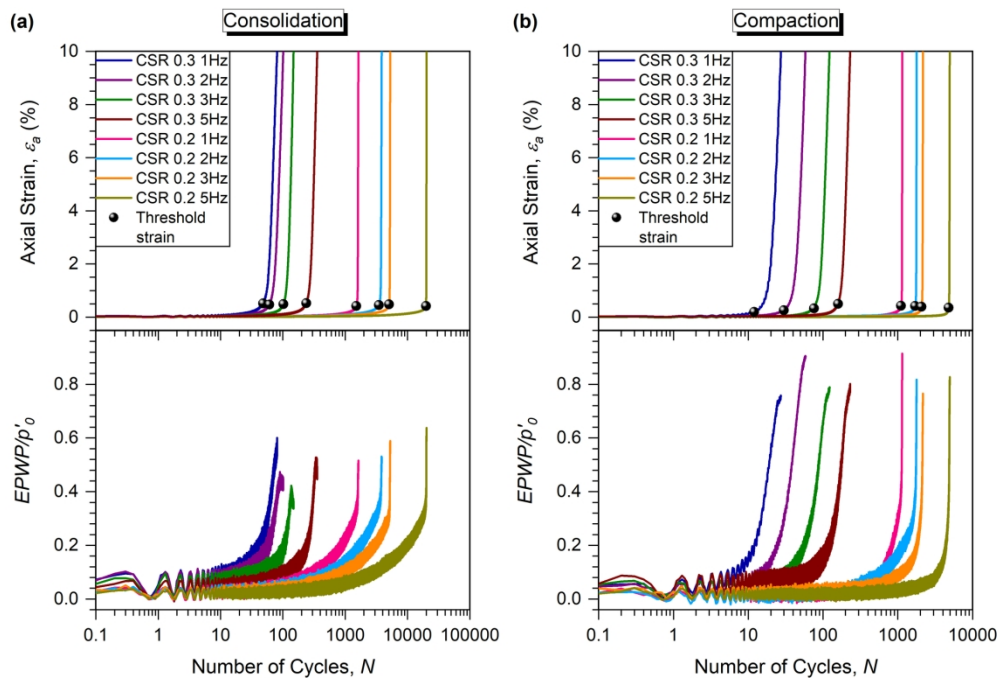 (a)
Consolidation
10
8
6
4
2
0
Axial Strain, εa (%)
CSR 0.3 1Hz
CSR 0.3 2Hz
CSR 0.3 3Hz
CSR 0.3 5Hz
CSR 0.2 1Hz
CSR 0.2 2Hz
CSR 0.2 3Hz
CSR 0.2 5Hz
Threshold
strain
0.8
0.6
0.4
0.2
0.0
EPWP/p'0
0.1 1 10 100 1000 10000 100000
Number of Cycles, N
(b)
Compaction
10
8
6
4
2
0
Axial Strain, εa (%)
CSR 0.3 1Hz
CSR 0.3 2Hz
CSR 0.3 3Hz
CSR 0.3 5Hz
CSR 0.2 1Hz
CSR 0.2 2Hz
CSR 0.2 3Hz
CSR 0.2 5Hz
Threshold
strain
0.8
0.6
0.4
0.2
0.0
EPWP/p'0
0.1 1 10 100 1000 10000
Number of Cycles, N